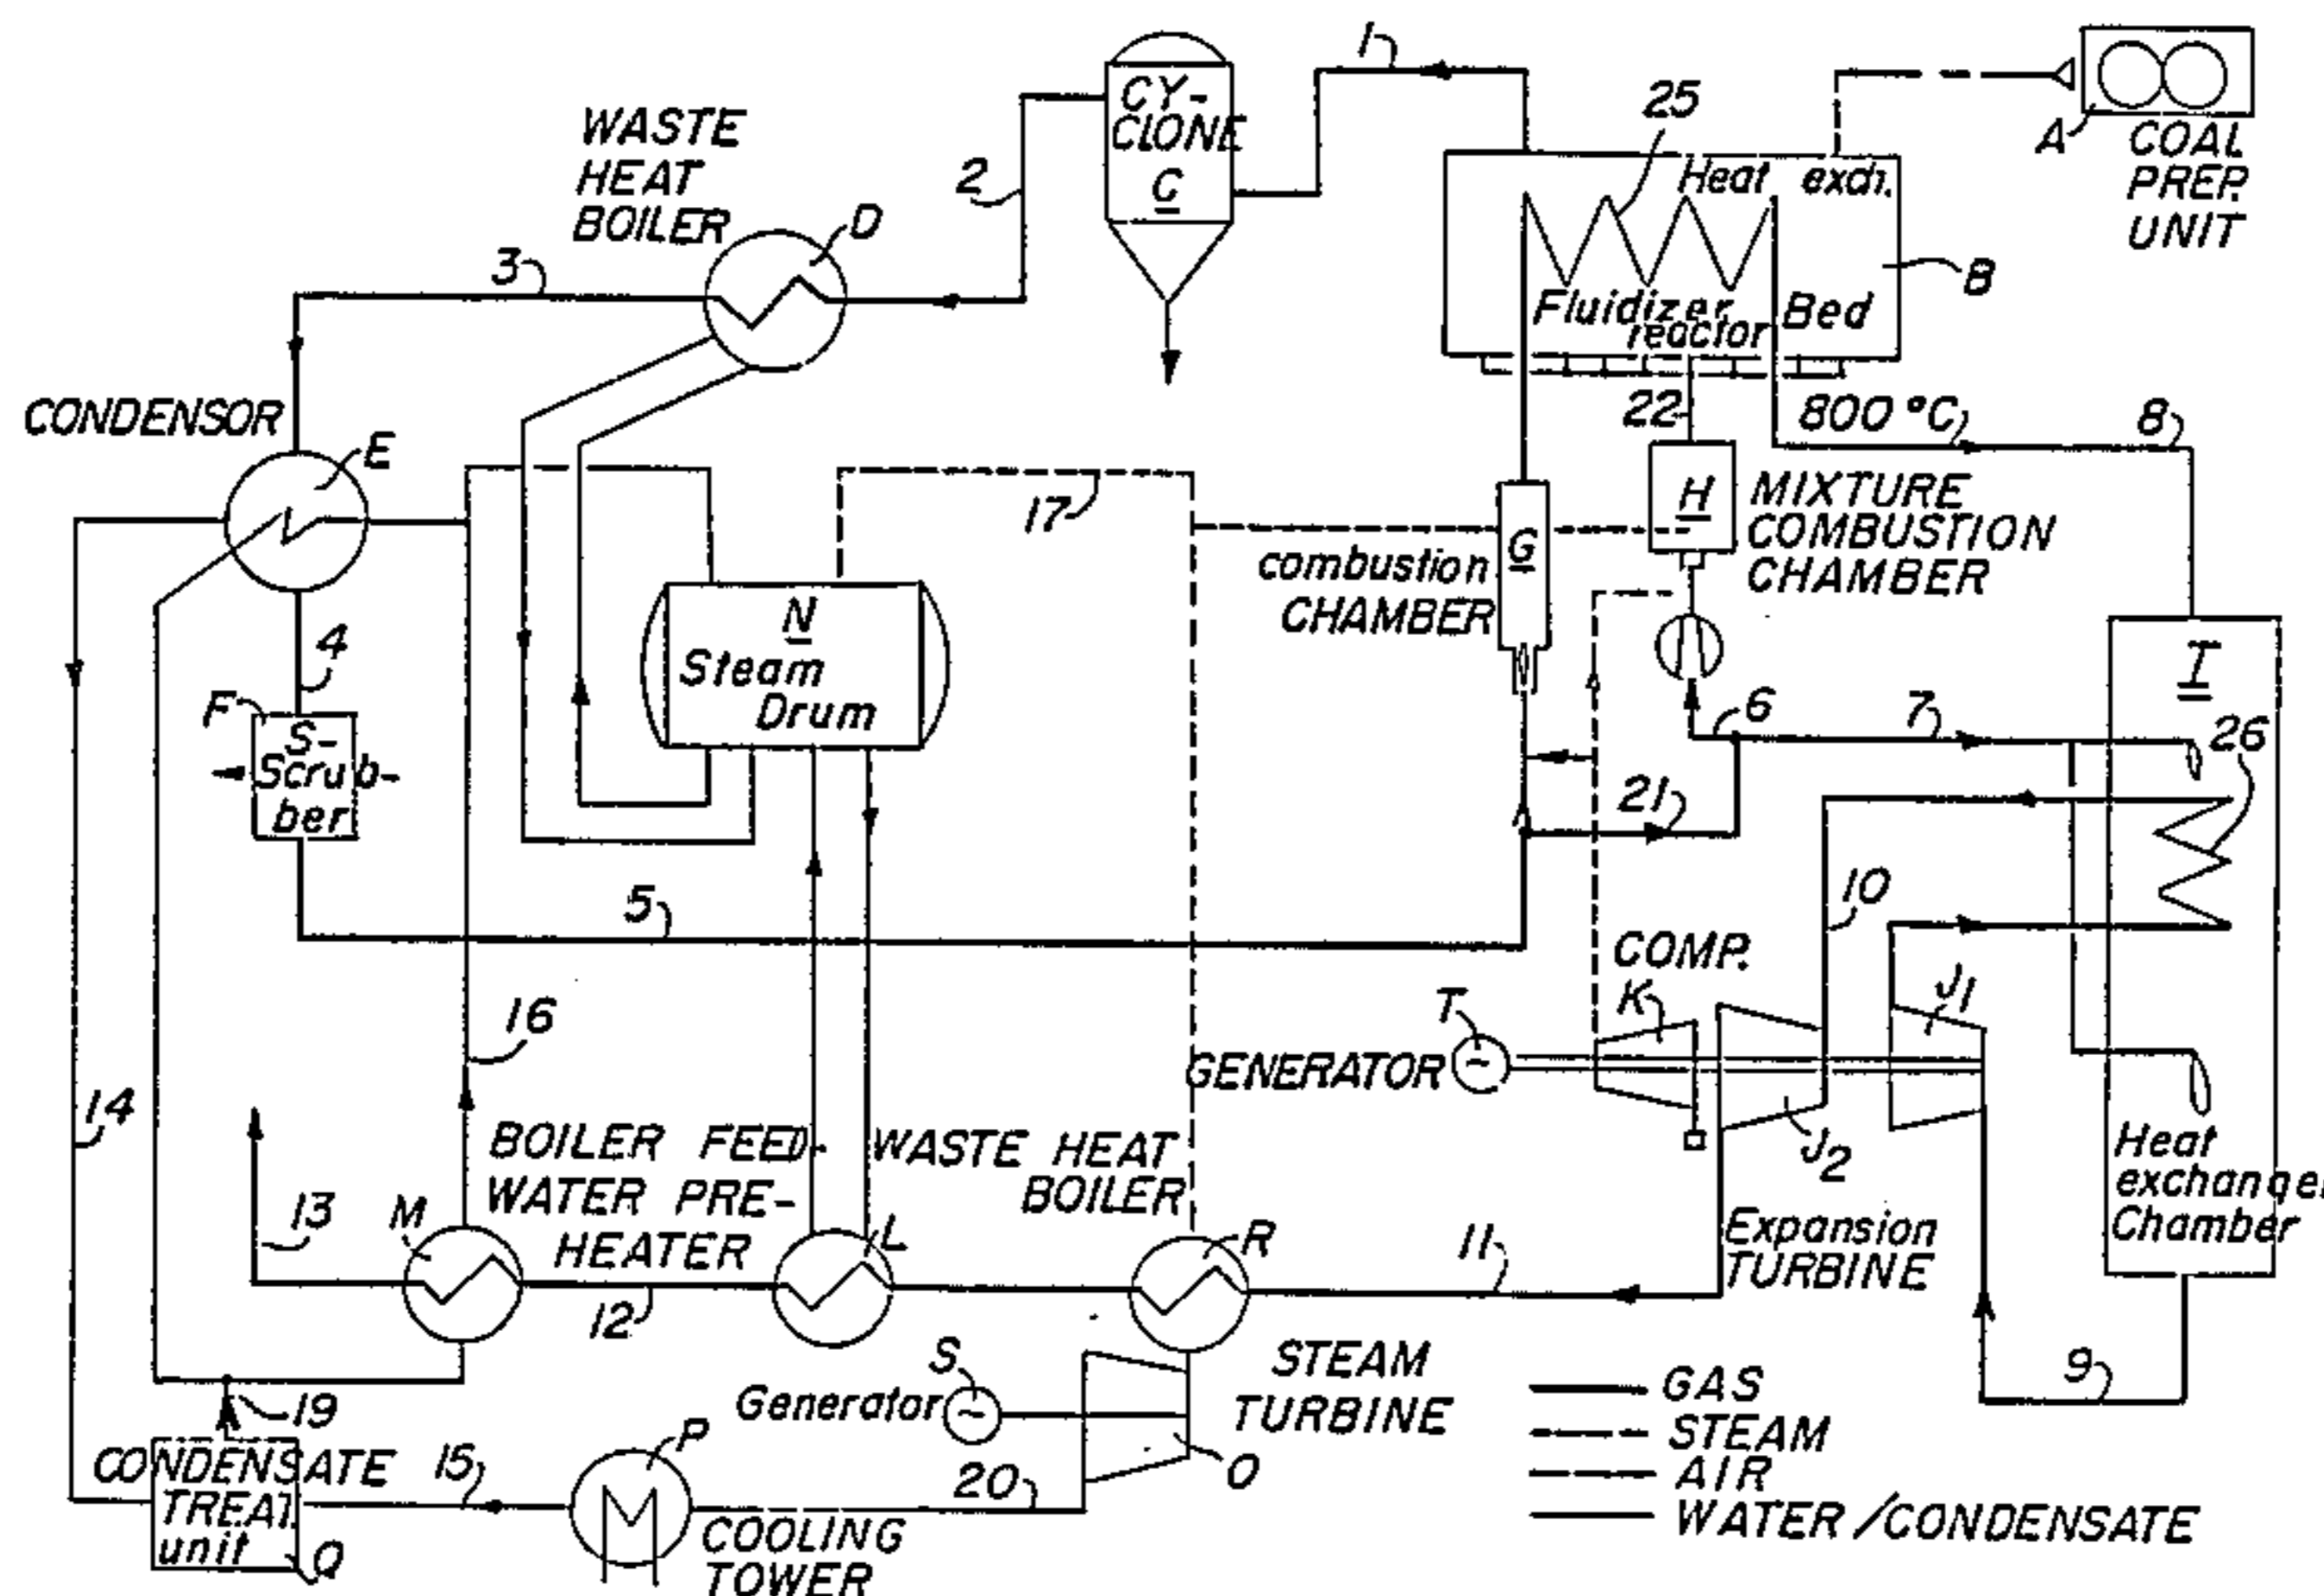 1
CY-
CLONE
C
25
A
COAL
PREP.
UNIT
WASTE
HEAT
BOILER
D
2
3
Heat exch.
Fluidizer Bed
reactor
B
22
800 °C
8
CONDENSOR
E
17
H
MIXTURE
COMBUSTION
CHAMBER
G
combustion
CHAMBER
N
Steam
Drum
4
F
S-
Scrub-
ber
I
6
7
26
21
5
10
16
COMP.
K
J1
T
GENERATOR
J2
14
13
BOILER FEED
WATER PRE-
HEATER
M
WASTE HEAT
BOILER
L
R
11
12
Expansion
TURBINE
Heat
exchanger
Chamber
9
19
S
Generator
STEAM
TURBINE
O
CONDENSATE
TREAT.
unit
Q
15
P
COOLING
TOWER
20
GAS
STEAM
AIR
WATER/CONDENSATE